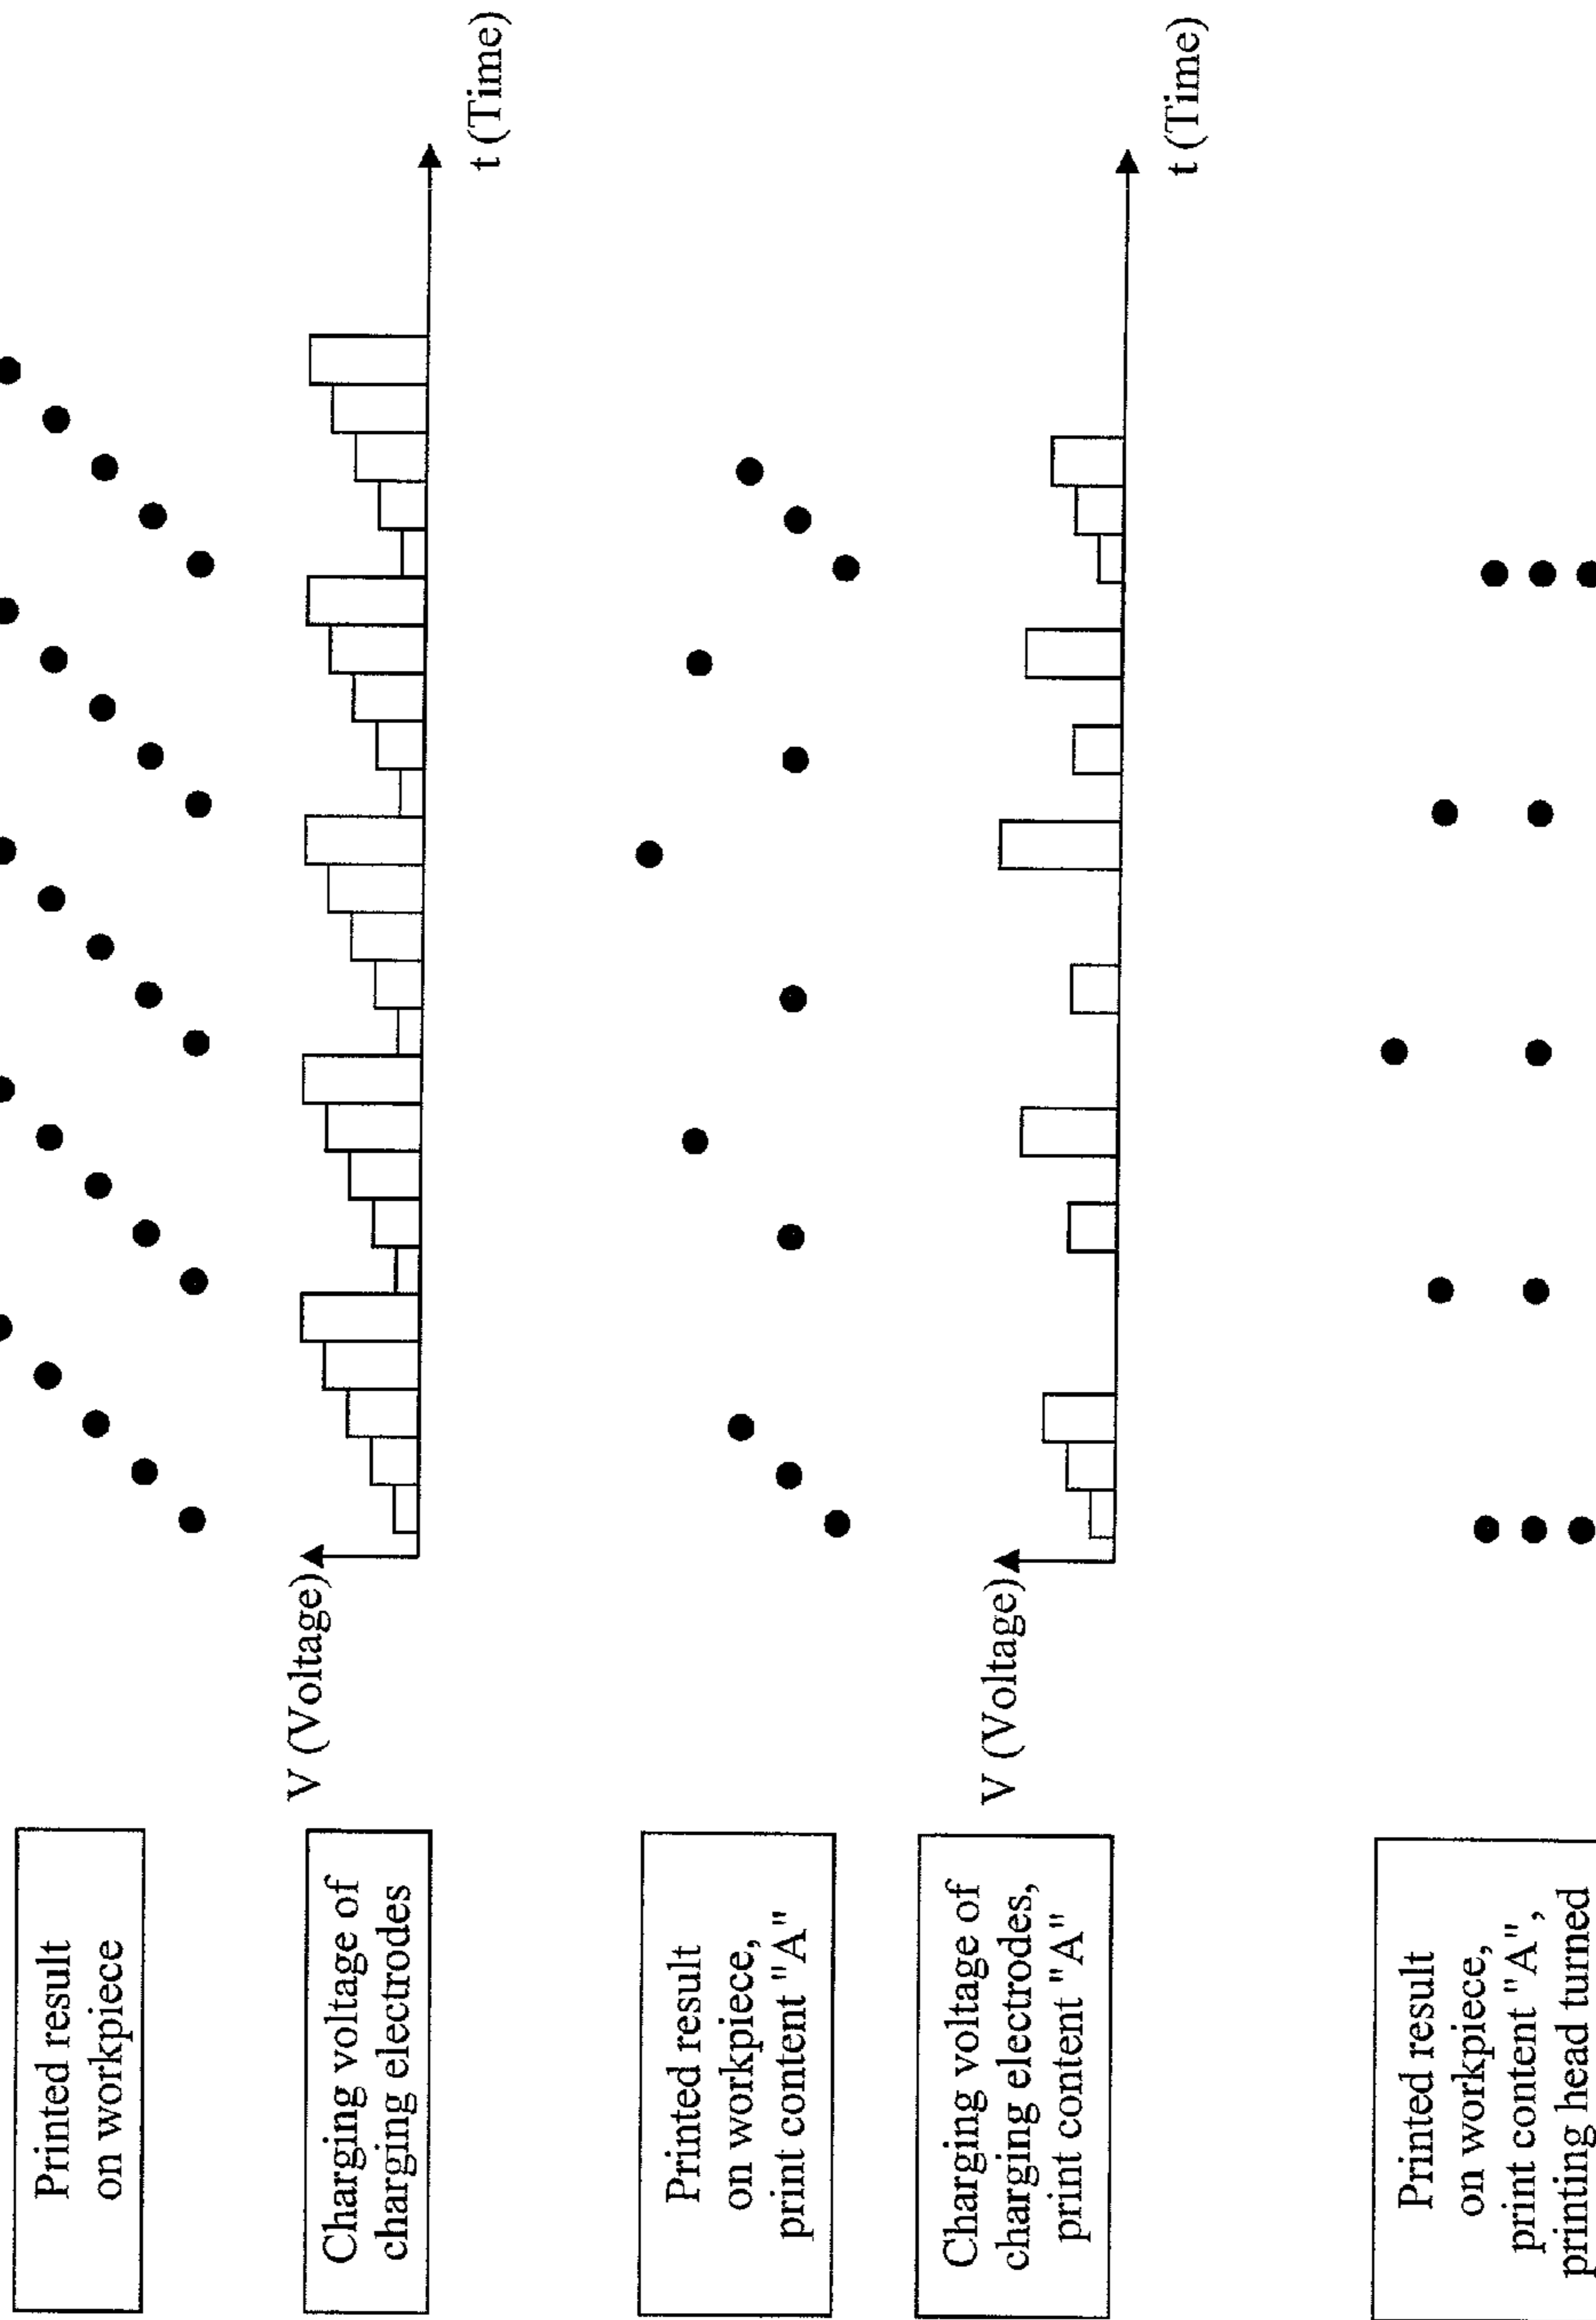 Printed result
on workpiece
V (Voltage)
t (Time)
Charging voltage of
charging electrodes
Printed result
on workpiece,
print content "A"
V (Voltage)
t (Time)
Charging voltage of
charging electrodes,
print content "A"
Printed result
on workpiece,
print content "A",
printing head turned